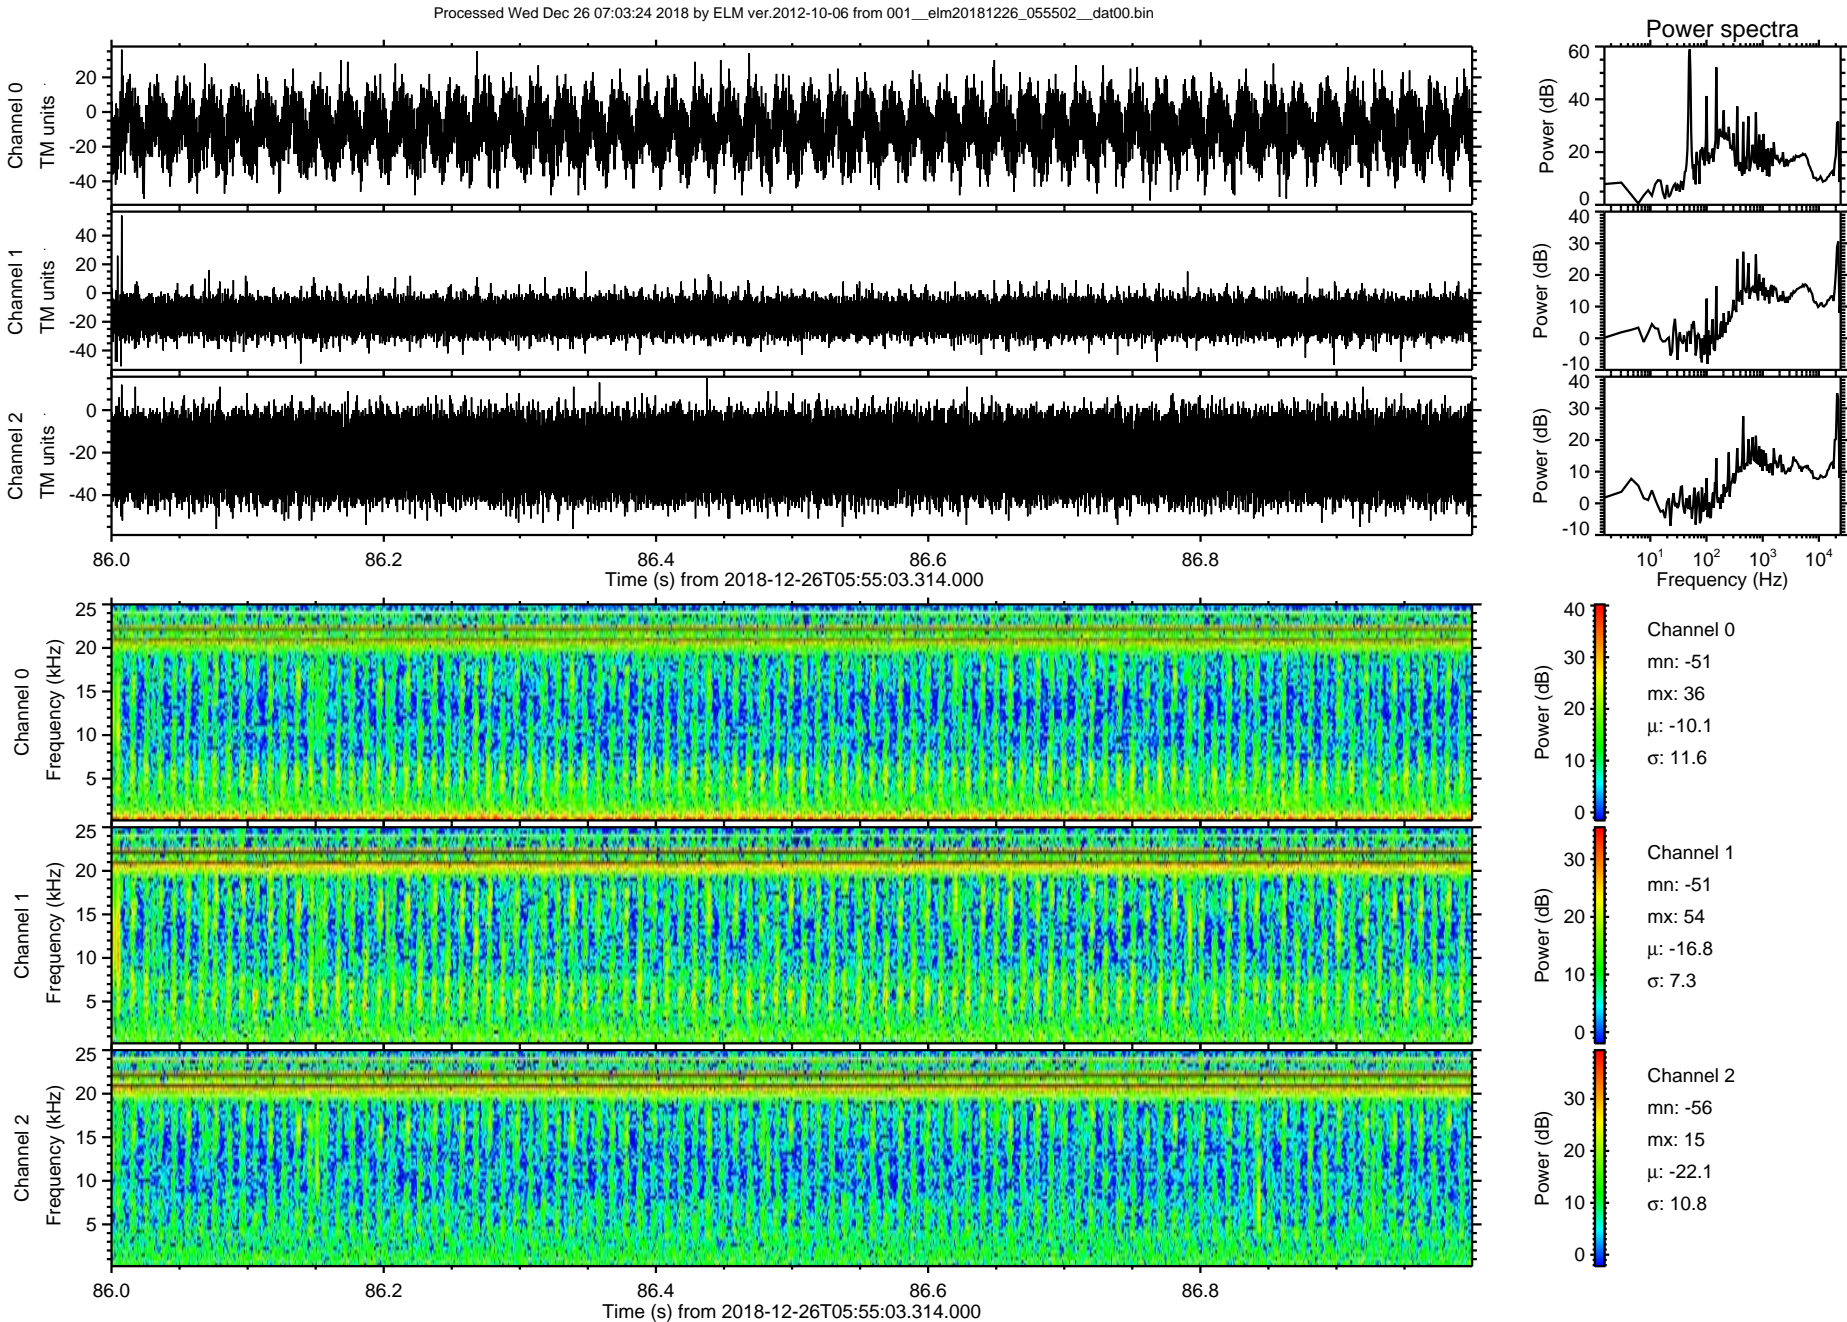 Processed Wed Dec 26 07:03:24 2018 by ELM ver.2012-10-06 from 001__elm20181226_055502__dat00.bin
Power spectra
Channel 0
TM units
20
0
-20
-40
Power (dB)
60
40
20
0
Channel 1
TM units
40
20
0
-20
-40
Power (dB)
40
30
20
10
0
-10
Channel 2
TM units
0
-20
-40
Power (dB)
40
30
20
10
0
-10
86.0 86.2 86.4 86.6 86.8
Time (s) from 2018-12-26T05:55:03.314.000
10^1 10^2 10^3 10^4
Frequency (Hz)
Channel 0
Frequency (kHz)
25
20
15
10
5
Power (dB)
40
30
20
10
0
Channel 0
mn: -51
mx: 36
μ: -10.1
σ: 11.6
Channel 1
Frequency (kHz)
25
20
15
10
5
Power (dB)
30
20
10
0
Channel 1
mn: -51
mx: 54
μ: -16.8
σ: 7.3
Channel 2
Frequency (kHz)
25
20
15
10
5
Power (dB)
30
20
10
0
Channel 2
mn: -56
mx: 15
μ: -22.1
σ: 10.8
86.0 86.2 86.4 86.6 86.8
Time (s) from 2018-12-26T05:55:03.314.000